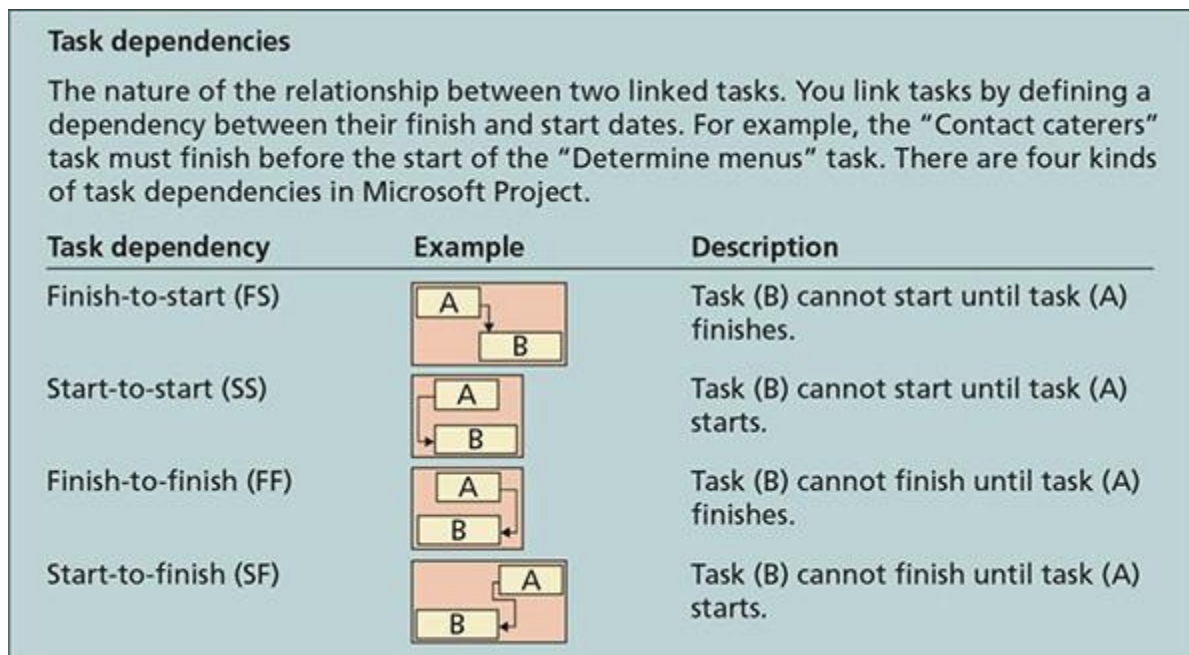 Task dependencies
The nature of the relationship between two linked tasks. You link tasks by defining a
dependency between their finish and start dates. For example, the “Contact caterers”
task must finish before the start of the “Determine menus” task. There are four kinds
of task dependencies in Microsoft Project.
Task dependency Example Description
Finish-to-start (FS) A Task (B) cannot start until task (A)
B finishes.
Start-to-start (SS) A Task (B) cannot start until task (A)
B starts.
Finish-to-finish (FF) A Task (B) cannot finish until task (A)
B finishes.
Start-to-finish (SF) A Task (B) cannot finish until task (A)
B starts.